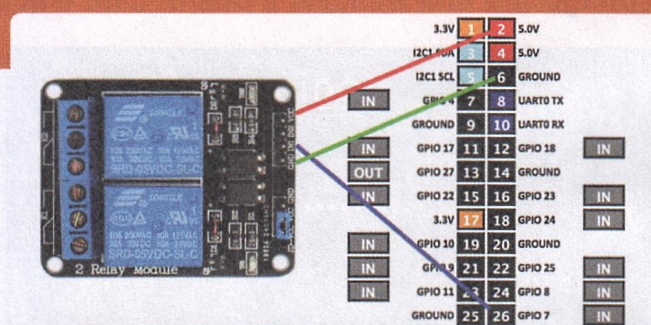 3.3V 1 2 5.0V
I2C1 SDA 3 4 5.0V
I2C1 SCL 5 6 GROUND
IN GPIO 4 7 8 UART0 TX
GROUND 9 10 UART0 RX
IN GPIO 17 11 12 GPIO 18 IN
OUT GPIO 27 13 14 GROUND
IN GPIO 22 15 16 GPIO 23 IN
3.3V 17 18 GPIO 24 IN
IN GPIO 10 19 20 GROUND
IN GPIO 9 21 22 GPIO 25 IN
IN GPIO 11 23 24 GPIO 8 IN
GROUND 25 26 GPIO 7 IN
SONGLE
SRD-05VDC-SL-C
SONGLE
SRD-05VDC-SL-C
2 Relay Module
VCC
IN2
IN1
GND